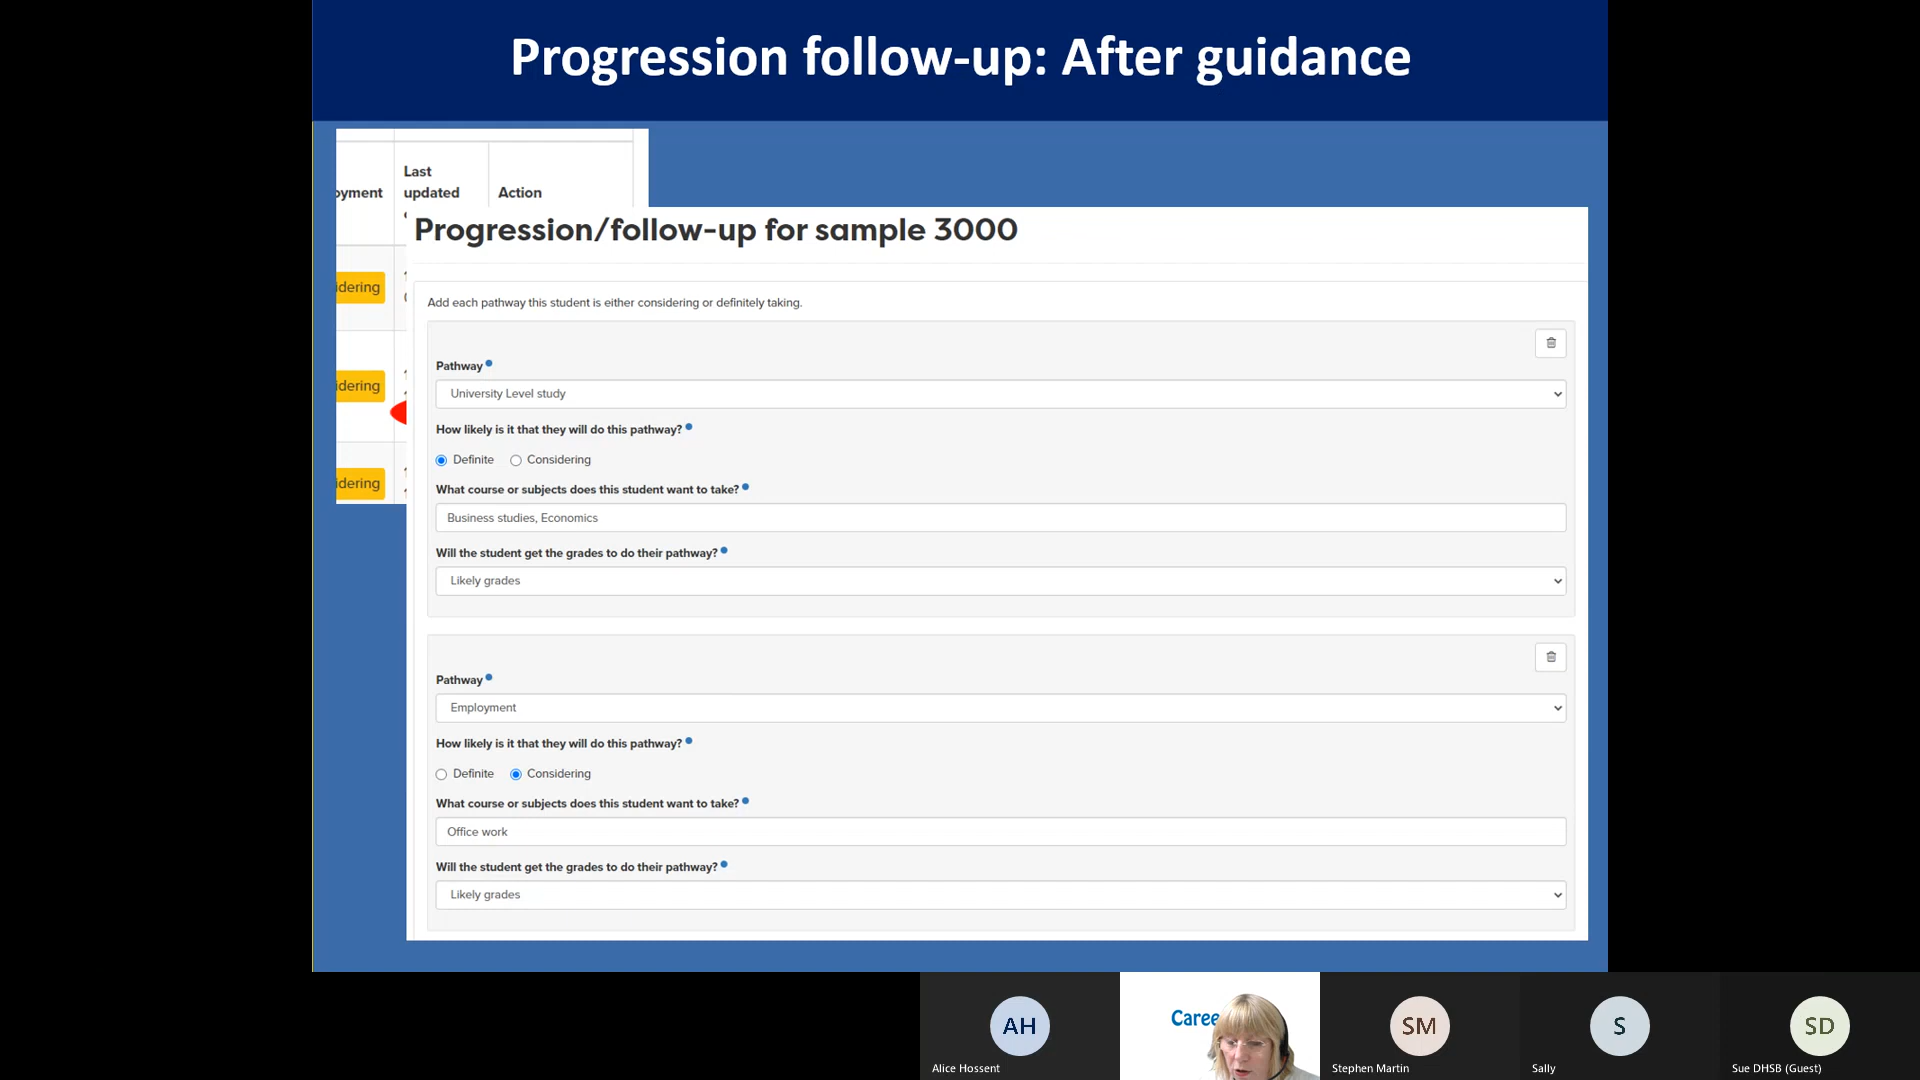 Progression follow-up: After guidance
Last
updated
oyment
Action
Progression/follow-up for sample 3000
idering
Add each pathway this student is either considering or definitely taking.
Pathway
University Level study
idering
How likely is it that they will do this pathway?
Definite Considering
idering
What course or subjects does this student want to take?
Business studies, Economics
Will the student get the grades to do their pathway?
Likely grades
Pathway
Employment
How likely is it that they will do this pathway?
Definite Considering
What course or subjects does this student want to take?
Office work
Will the student get the grades to do their pathway?
Likely grades
AH
Caree
SM
S
SD
Alice Hossent
Stephen Martin
Sally
Sue DHSB (Guest)